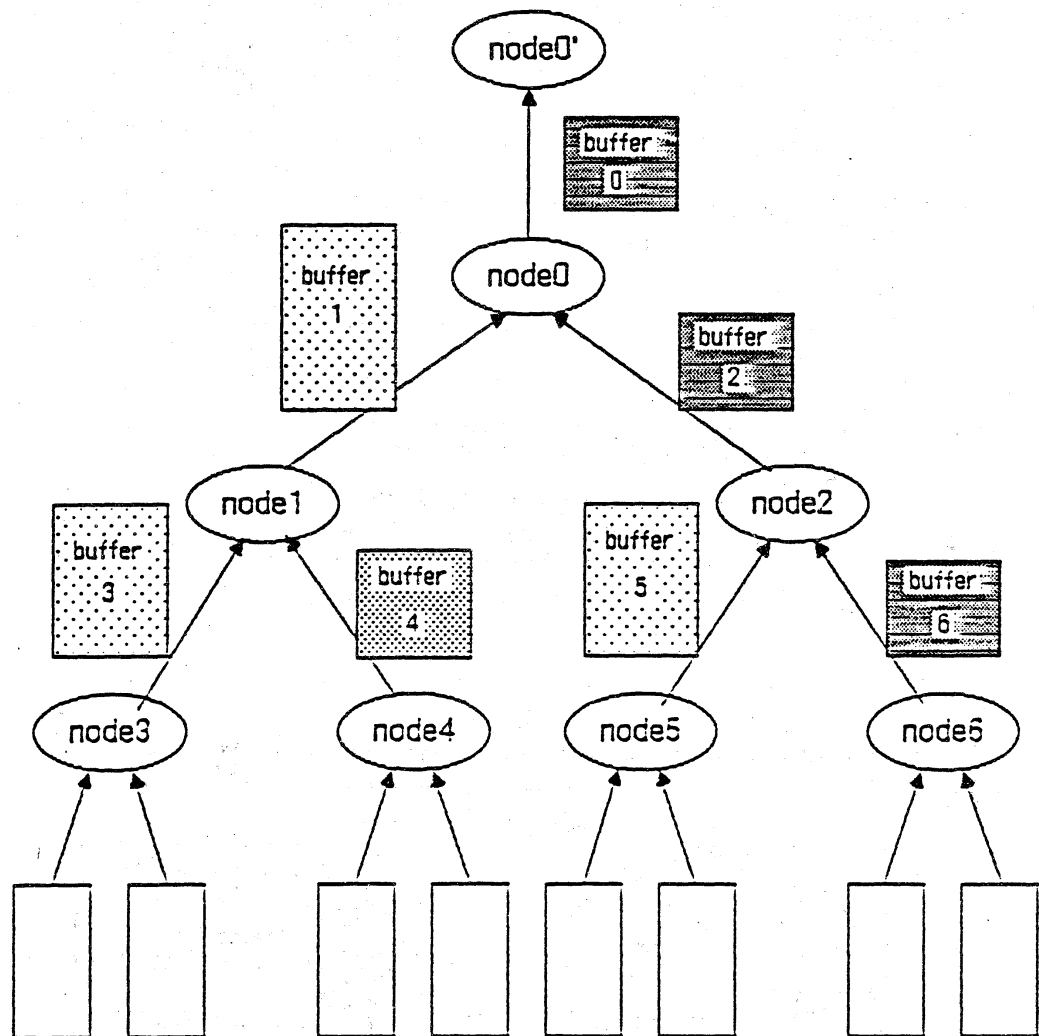 node0'
buffer
0
buffer
1
node0
buffer
2
node1
node2
buffer
3
buffer
4
buffer
5
buffer
6
node3
node4
node5
node6